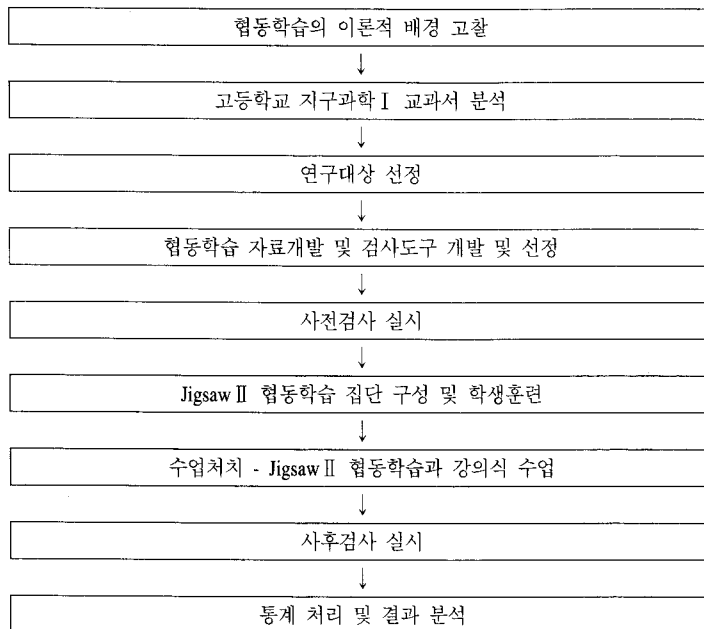 협동학습의 이론적 배경 고찰
↓
고등학교 지구과학Ⅰ 교과서 분석
↓
연구대상 선정
↓
협동학습 자료개발 및 검사도구 개발 및 선정
↓
사전검사 실시
↓
JigsawⅡ 협동학습 집단 구성 및 학생훈련
↓
수업처치 - JigsawⅡ 협동학습과 강의식 수업
↓
사후검사 실시
↓
통계 처리 및 결과 분석